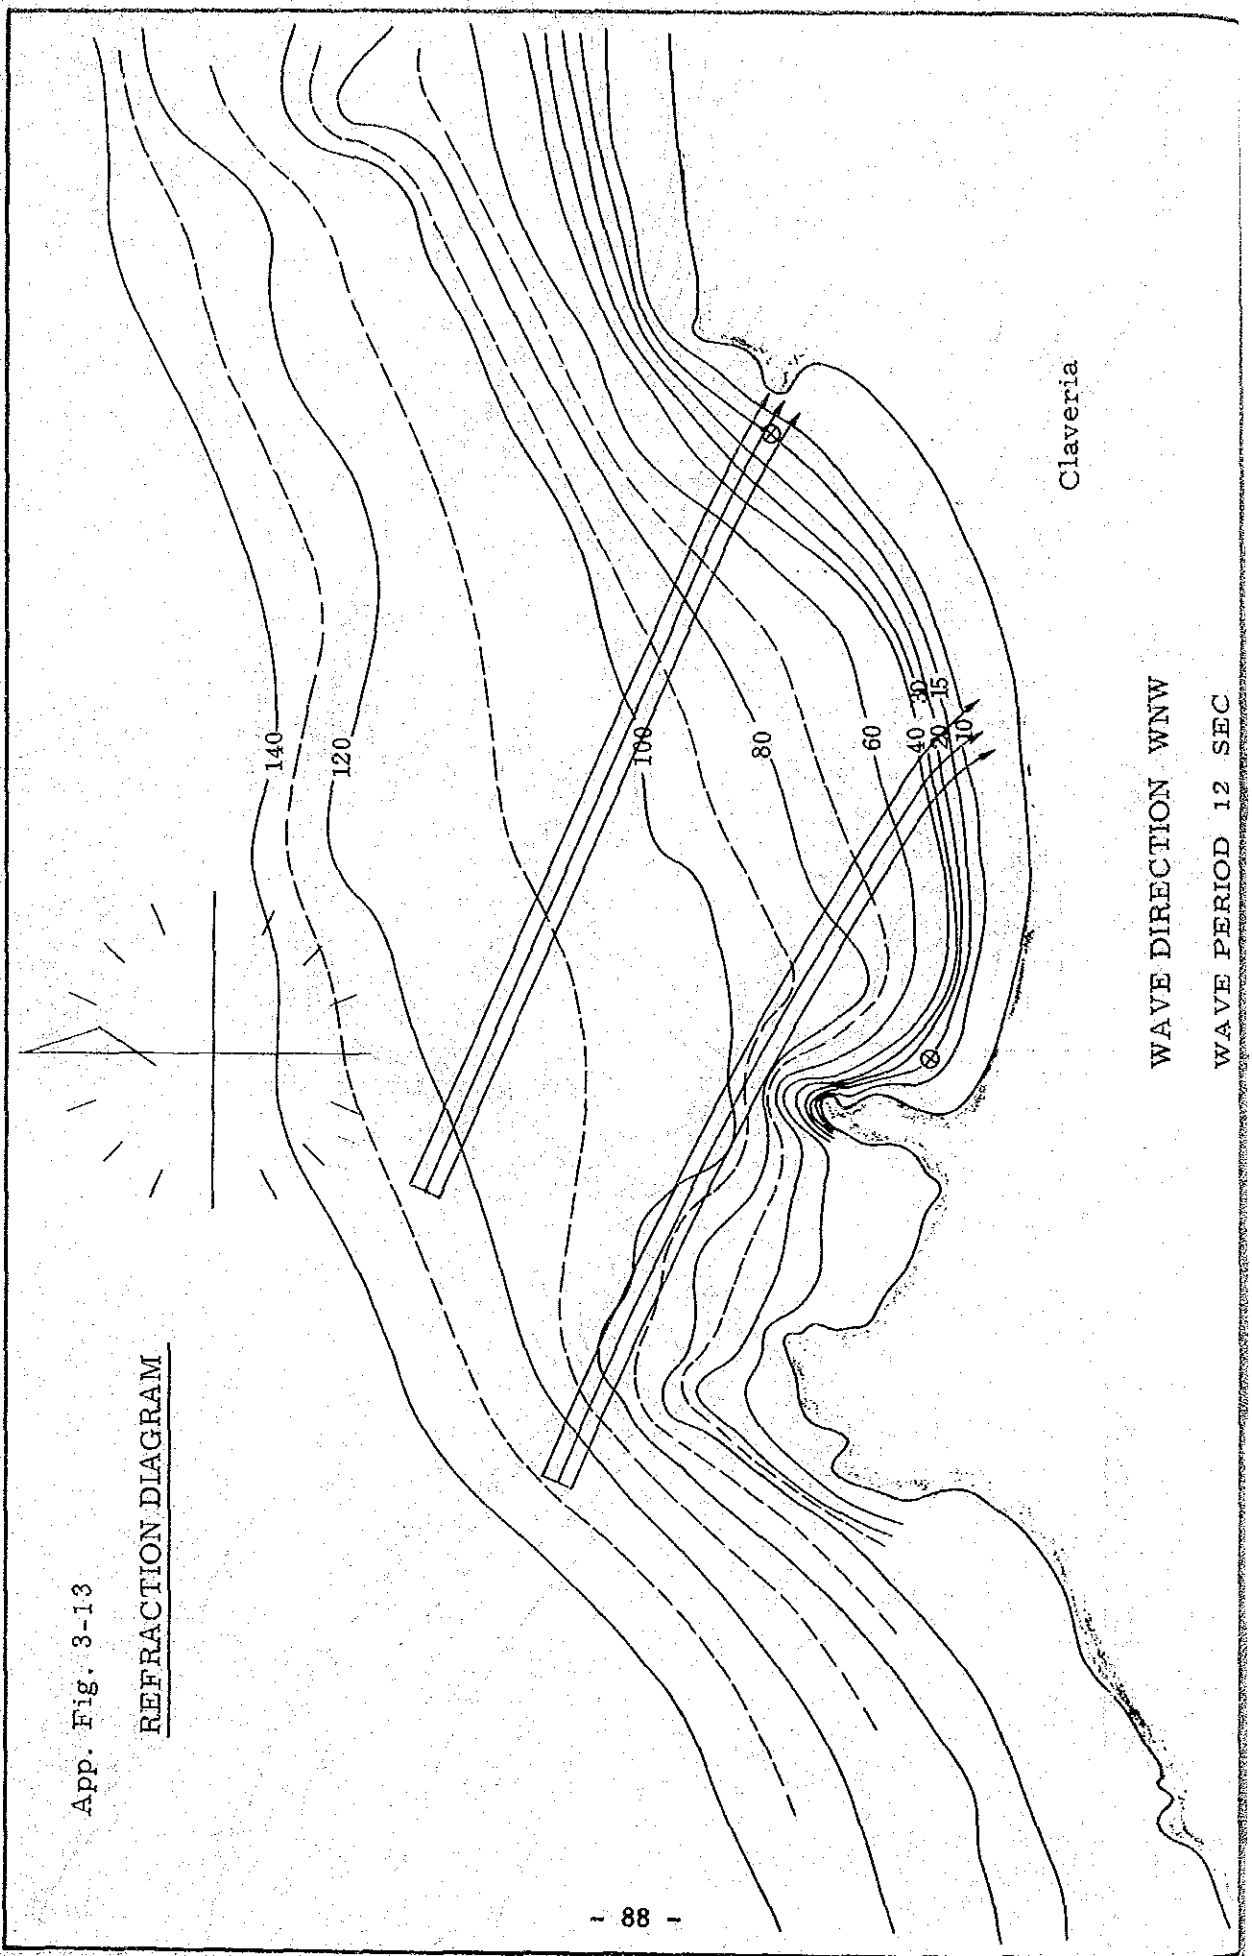 App. Fig. 3-13
REFRACTION DIAGRAM
140
120
100
80
60
40
30
20
15
10
Claveria
WAVE DIRECTION WNW
WAVE PERIOD 12 SEC
- 88 -